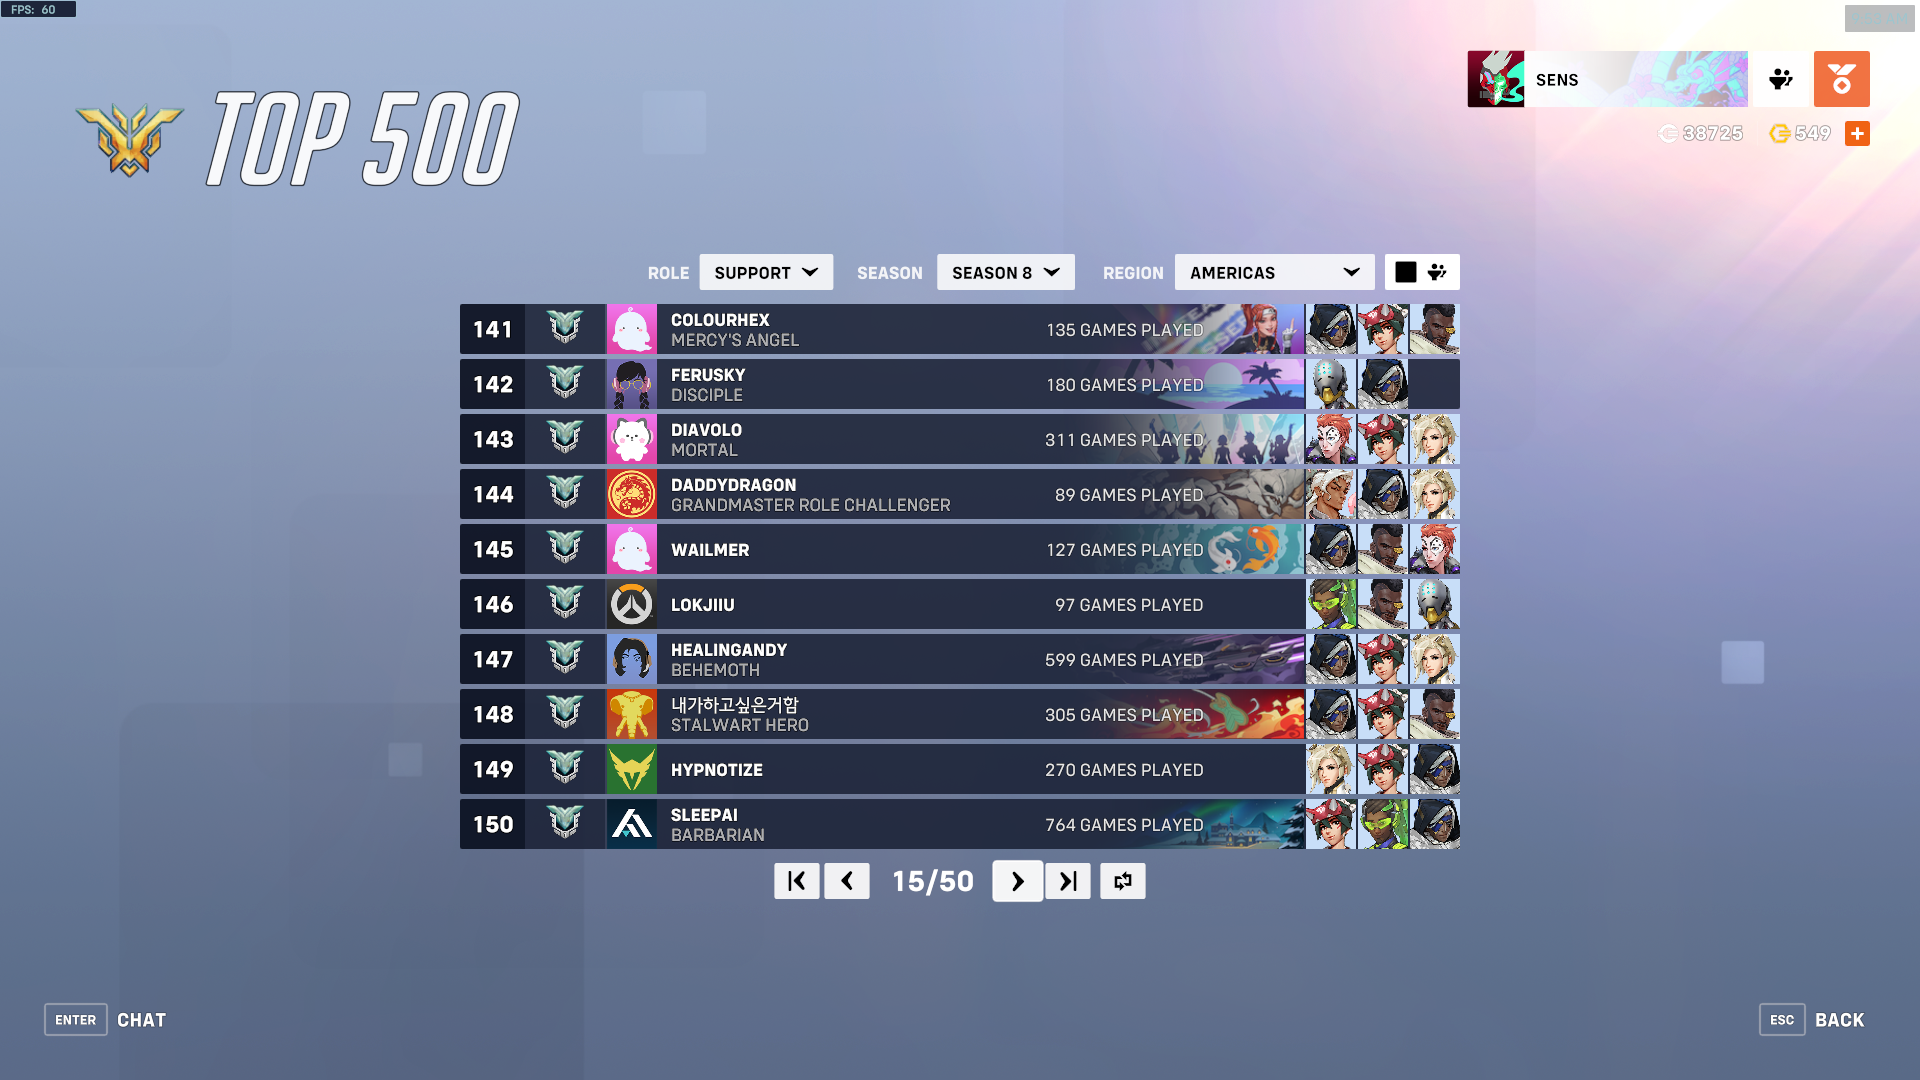 FPS: 60
SENS
38725 549
TOP 500
ROLE SUPPORT SEASON SEASON 8 REGION AMERICAS
141 COLOURHEX 135 GAMES PLAYED
MERCY'S ANGEL
142 FERUSKY 180 GAMES PLAYED
DISCIPLE
143 DIAVOLO 311 GAMES PLAYED
MORTAL
144 DADDYDRAGON 89 GAMES PLAYED
GRANDMASTER ROLE CHALLENGER
145 WAILMER 127 GAMES PLAYED
146 LOKJIIU 97 GAMES PLAYED
147 HEALINGANDY 599 GAMES PLAYED
BEHEMOTH
148 내가하고싶은거함 305 GAMES PLAYED
STALWART HERO
149 HYPNOTIZE 270 GAMES PLAYED
150 SLEEPAI 764 GAMES PLAYED
BARBARIAN
15/50
ENTER CHAT
ESC BACK